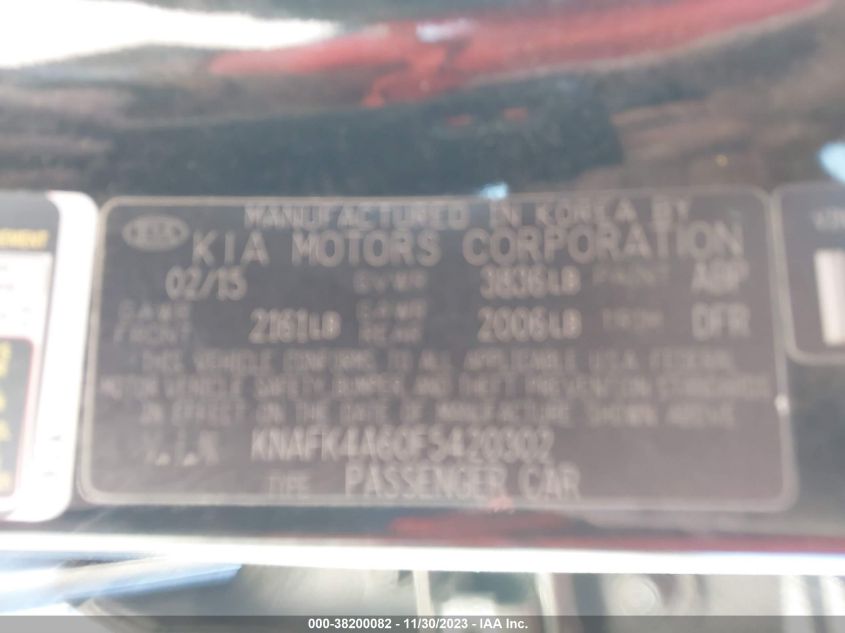 MANUFACTURED IN KOREA BY
KIA KIA MOTORS CORPORATION
02/15 GVWR 3836LB PAINT ABP
GAWR FRONT 2161LB GAWR REAR 2006LB TRIM DFR
THIS VEHICLE CONFORMS TO ALL APPLICABLE U.S.A. FEDERAL
MOTOR VEHICLE SAFETY, BUMPER, AND THEFT PREVENTION STANDARDS
IN EFFECT ON THE DATE OF MANUFACTURE SHOWN ABOVE
V.I.N KNAFK4A60F5420302
TYPE PASSENGER CAR
000-38200082 - 11/30/2023 - IAA Inc.